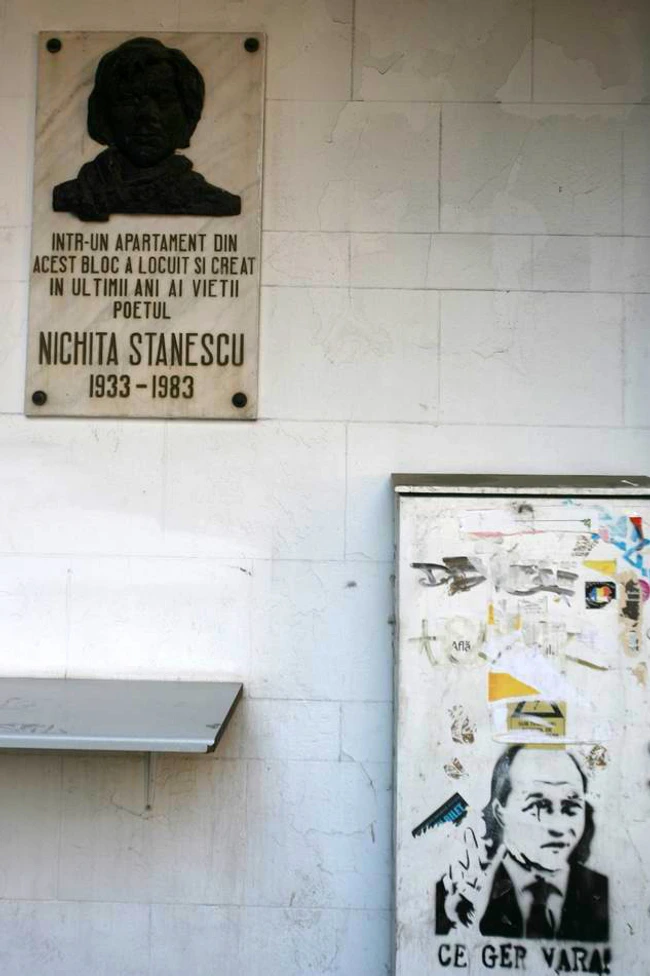 INTR-UN APARTAMENT DIN
ACEST BLOC A LOCUIT SI CREAT
IN ULTIMII ANI AI VIETII
POETUL
NICHITA STANESCU
1933-1983
Află
CE GER VARA!